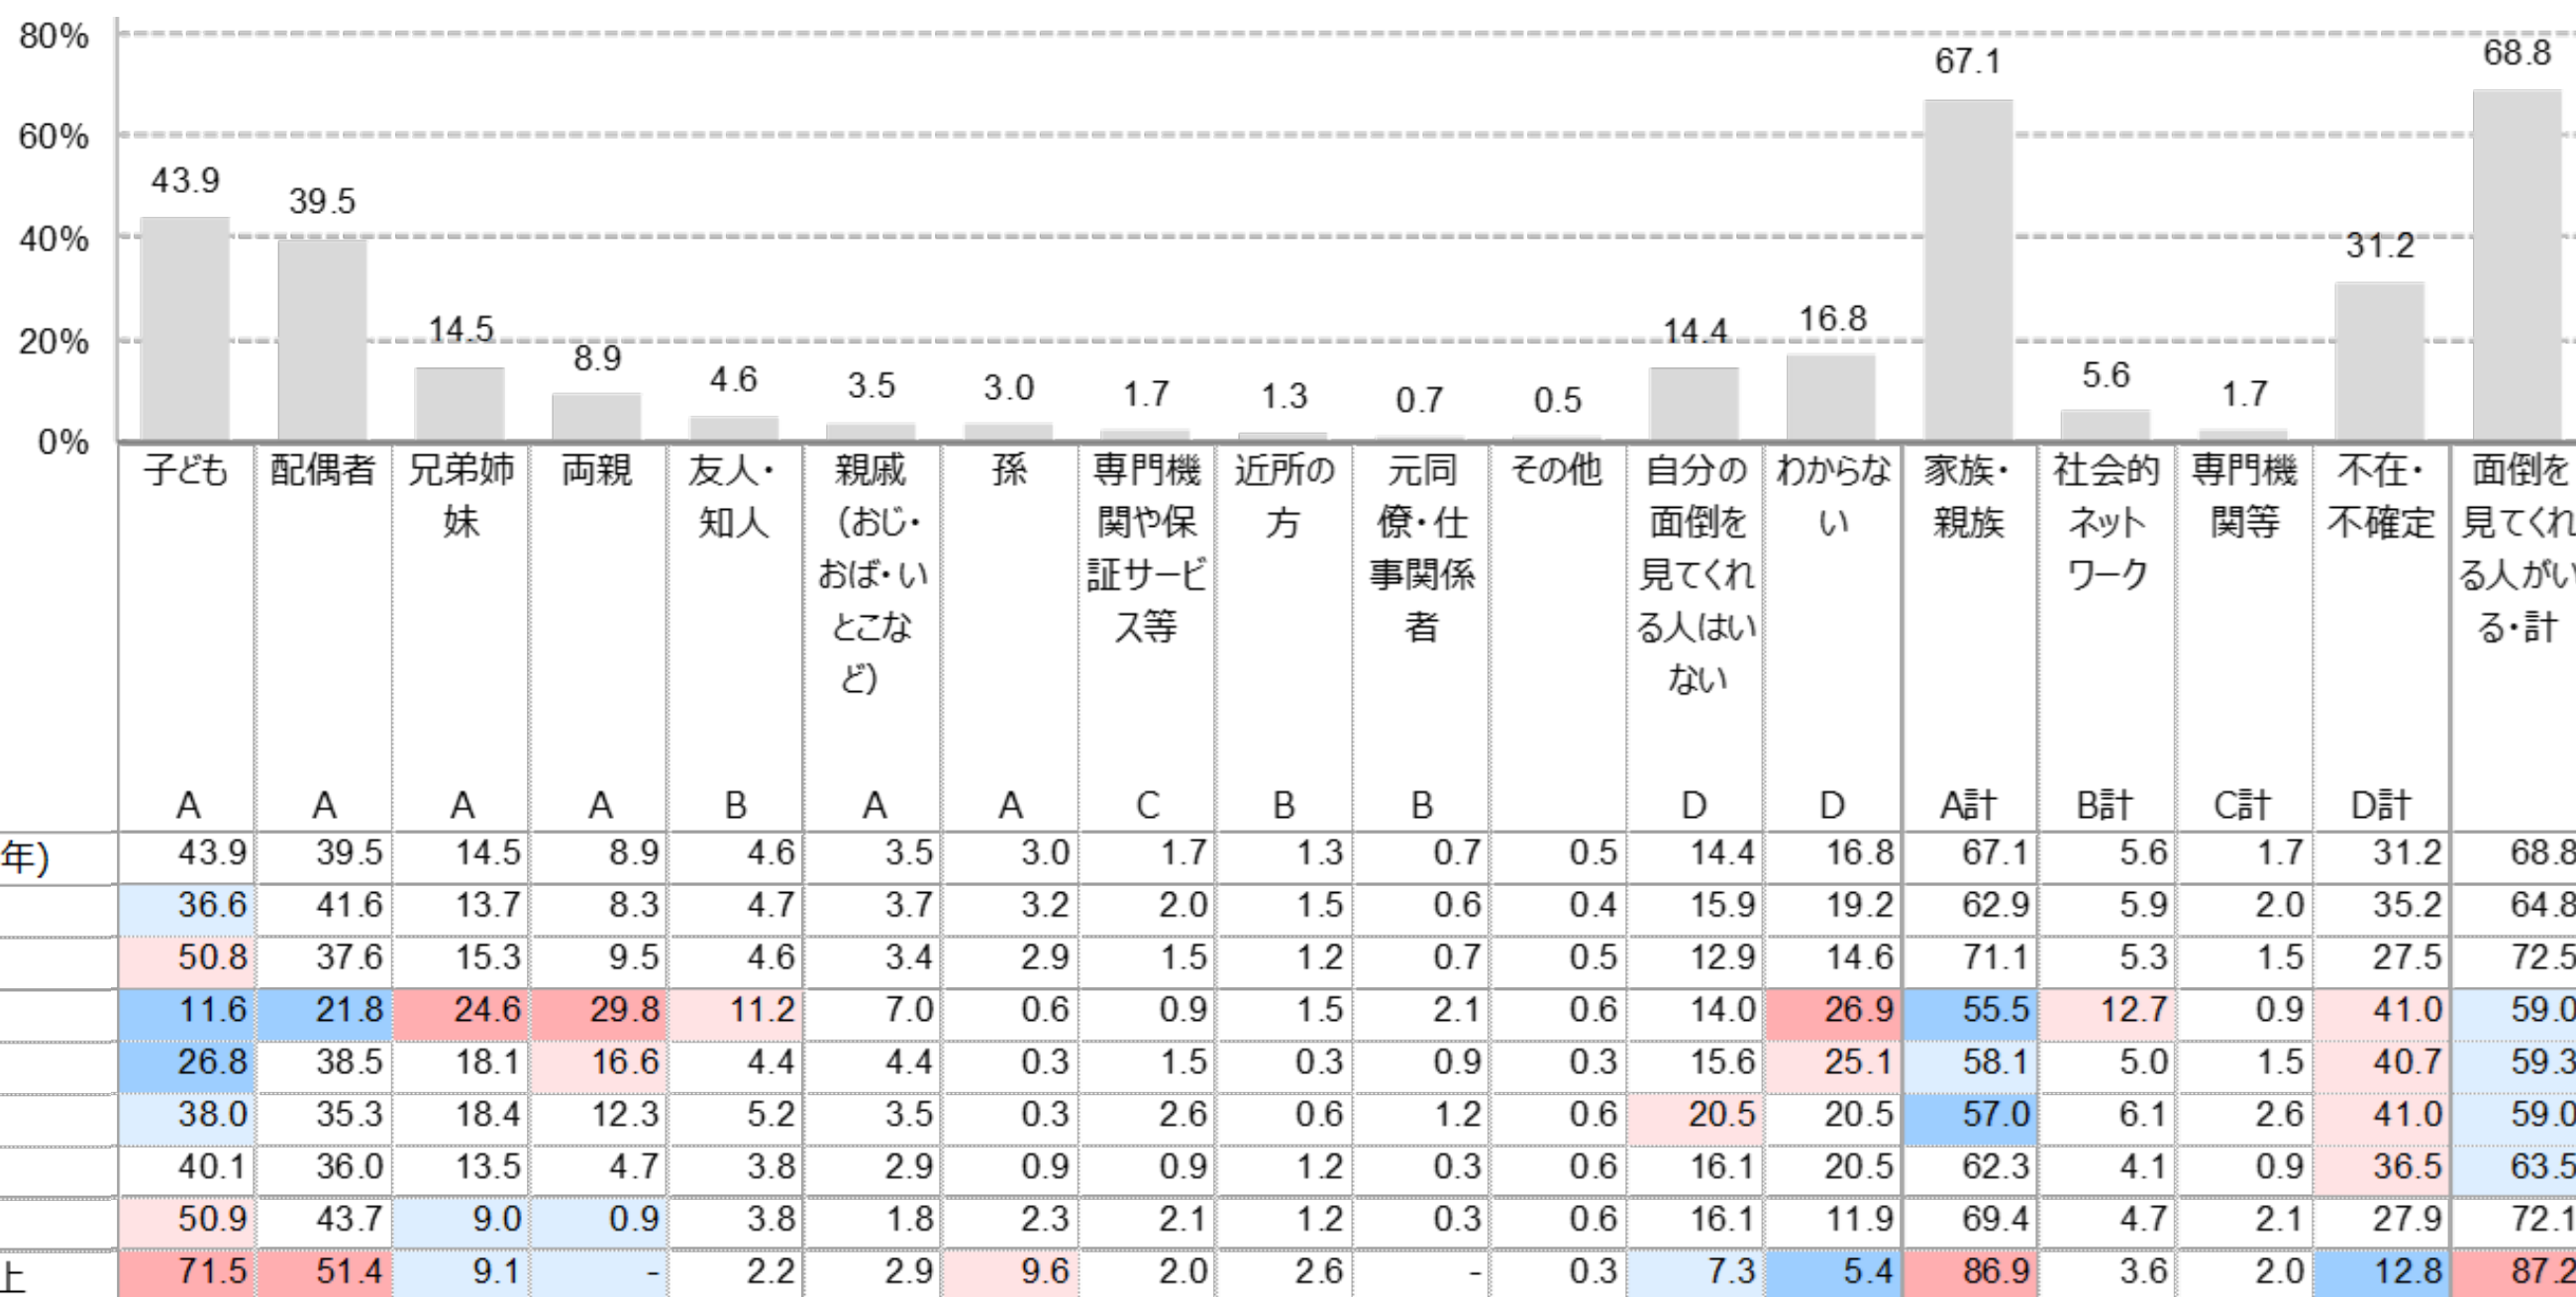 80%
60%
40%
20%
0%
43.9 39.5 14.5 8.9 4.6 3.5 3.0 1.7 1.3 0.7 0.5 14.4 16.8 67.1 5.6 1.7 31.2 68.8
子ども
配偶者
兄弟姉
妹
両親
友人・
知人
親戚
（おじ・
おば・い
とこな
ど）
孫
専門機
関や保
証サービ
ス等
近所の
方
元同
僚・仕
事関係
者
その他
自分の
面倒を
見てくれ
る人はい
ない
わからな
い
家族・
親族
社会的
ネット
ワーク
専門機
関等
不在・
不確定
面倒を
見てくれ
る人がい
る・計
A A A A B A A C B B D D A計 B計 C計 D計
年) 43.9 39.5 14.5 8.9 4.6 3.5 3.0 1.7 1.3 0.7 0.5 14.4 16.8 67.1 5.6 1.7 31.2 68.8
36.6 41.6 13.7 8.3 4.7 3.7 3.2 2.0 1.5 0.6 0.4 15.9 19.2 62.9 5.9 2.0 35.2 64.8
50.8 37.6 15.3 9.5 4.6 3.4 2.9 1.5 1.2 0.7 0.5 12.9 14.6 71.1 5.3 1.5 27.5 72.5
11.6 21.8 24.6 29.8 11.2 7.0 0.6 0.9 1.5 2.1 0.6 14.0 26.9 55.5 12.7 0.9 41.0 59.0
26.8 38.5 18.1 16.6 4.4 4.4 0.3 1.5 0.3 0.9 0.3 15.6 25.1 58.1 5.0 1.5 40.7 59.3
38.0 35.3 18.4 12.3 5.2 3.5 0.3 2.6 0.6 1.2 0.6 20.5 20.5 57.0 6.1 2.6 41.0 59.0
40.1 36.0 13.5 4.7 3.8 2.9 0.9 0.9 1.2 0.3 0.6 16.1 20.5 62.3 4.1 0.9 36.5 63.5
50.9 43.7 9.0 0.9 3.8 1.8 2.3 2.1 1.2 0.3 0.6 16.1 11.9 69.4 4.7 2.1 27.9 72.1
上 71.5 51.4 9.1 - 2.2 2.9 9.6 2.0 2.6 - 0.3 7.3 5.4 86.9 3.6 2.0 12.8 87.2